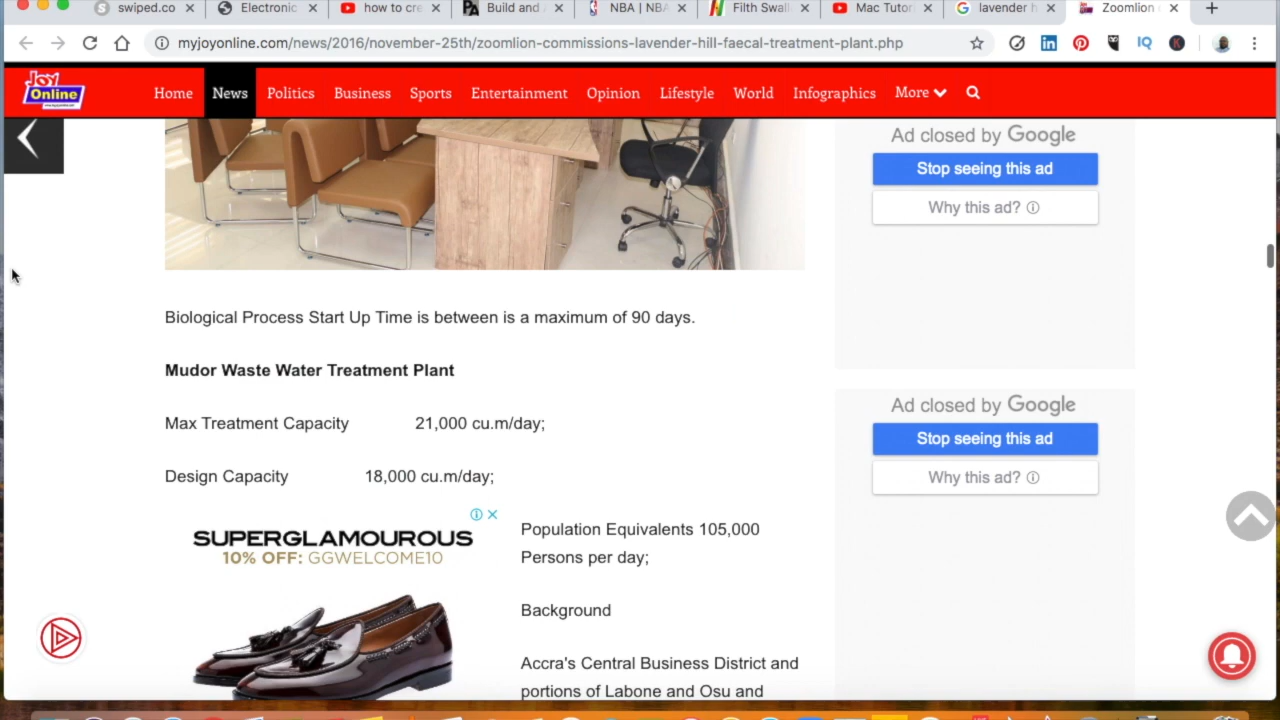 swiped.co
Electronic
how to cre
Build and
NBA | NBA
Filth Swall
Mac Tutori
lavender h
Zoomlion
myjoyonline.com/news/2016/november-25th/zoomlion-commissions-lavender-hill-faecal-treatment-plant.php
JOY
Online
Home
News
Politics
Business
Sports
Entertainment
Opinion
Lifestyle
World
Infographics
More
Ad closed by Google
Stop seeing this ad
Why this ad?
Biological Process Start Up Time is between is a maximum of 90 days.
Mudor Waste Water Treatment Plant
Max Treatment Capacity 21,000 cu.m/day;
Design Capacity 18,000 cu.m/day;
Ad closed by Google
Stop seeing this ad
Why this ad?
SUPERGLAMOUROUS
10% OFF: GGWELCOME10
Population Equivalents 105,000
Persons per day;
Background
Accra's Central Business District and
portions of Labone and Osu and